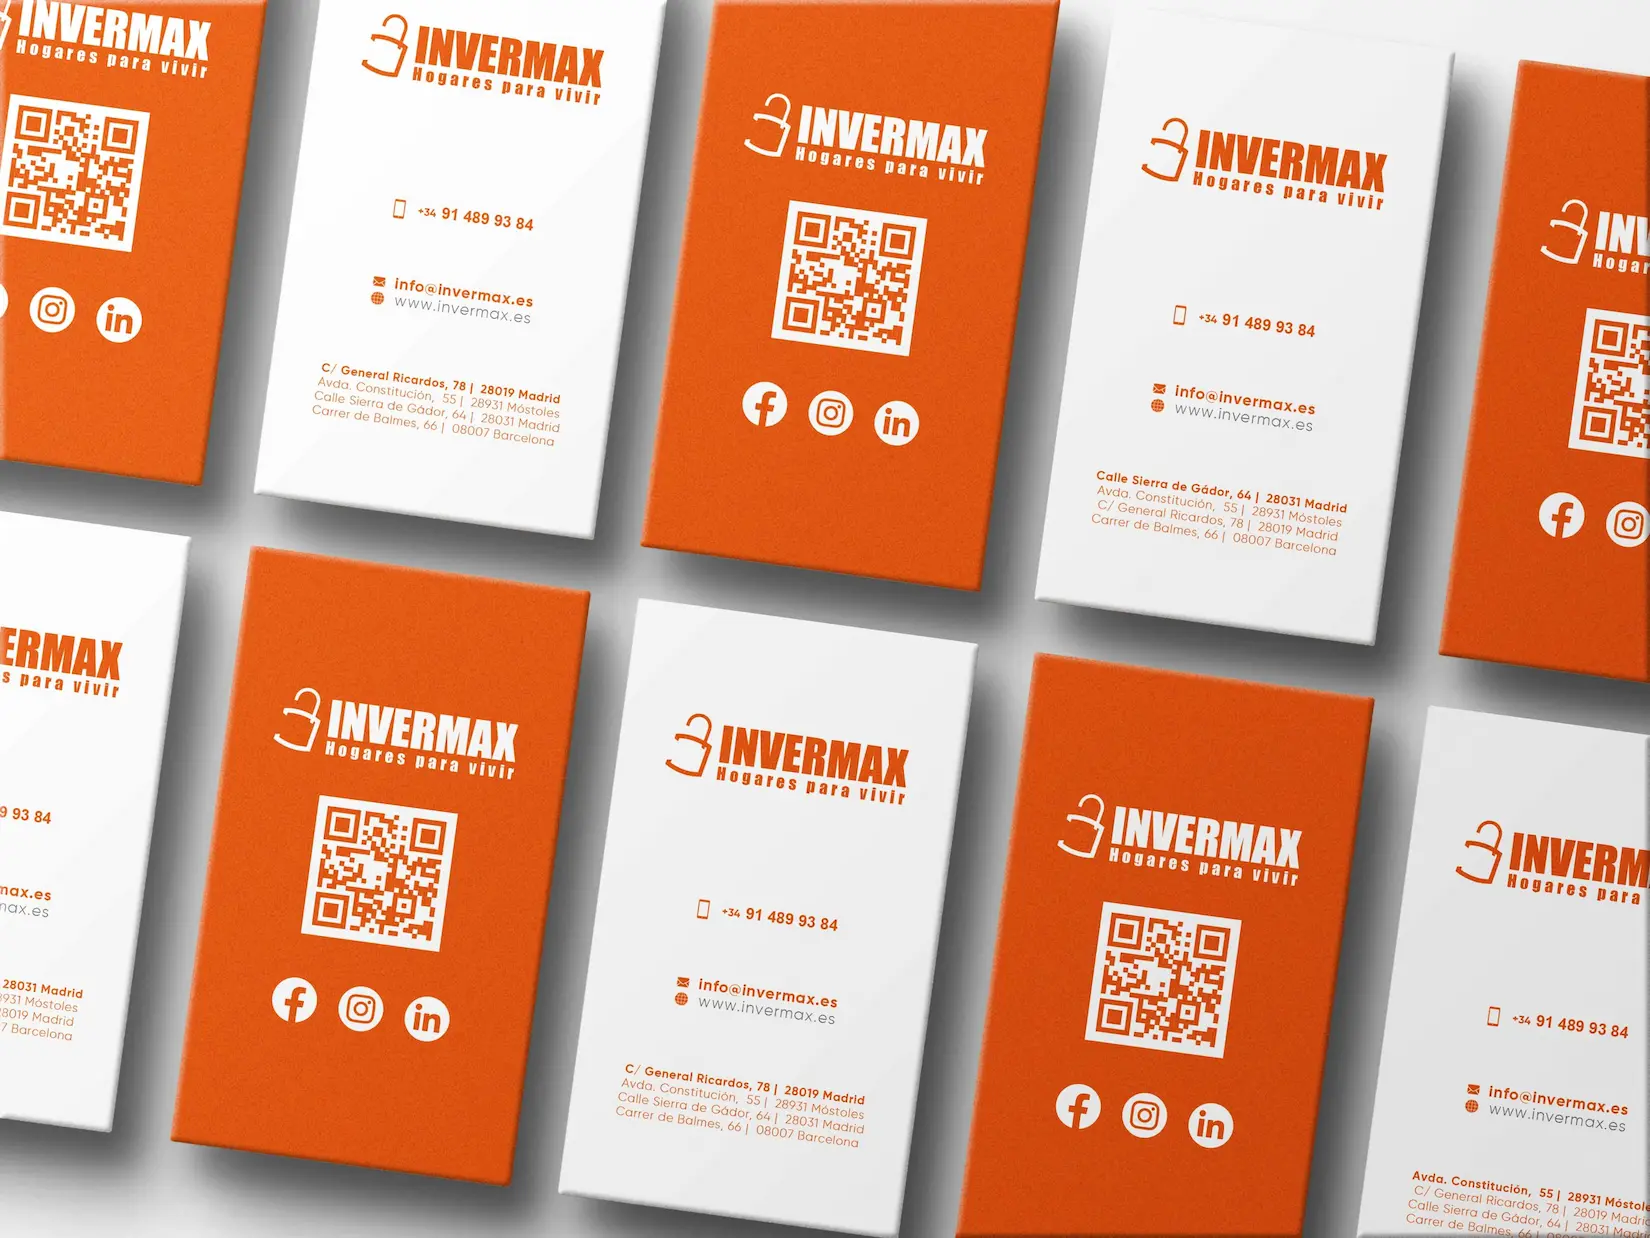 INVERMAX
Hogares para vivir
INVERMAX
Hogares para vivir
+34 91 489 93 84
info@invermax.es
www.invermax.es
C/ General Ricardos, 78 | 28019 Madrid
Avda. Constitución, 55 | 28931 Móstoles
Calle Sierra de Gádor, 64 | 28031 Madrid
Carrer de Balmes, 66 | 08007 Barcelona
INVERMAX
Hogares para vivir
INVERMAX
Hogares para vivir
+34 91 489 93 84
info@invermax.es
www.invermax.es
Calle Sierra de Gádor, 64 | 28031 Madrid
Avda. Constitución, 55 | 28931 Móstoles
C/ General Ricardos, 78 | 28019 Madrid
Carrer de Balmes, 66 | 08007 Barcelona
INV
Hogar
ERMAX
s para vivir
9 93 84
max.es
ax.es
28031 Madrid
931 Móstoles
8019 Madrid
7 Barcelona
INVERMAX
Hogares para vivir
INVERMAX
Hogares para vivir
+34 91 489 93 84
info@invermax.es
www.invermax.es
C/ General Ricardos, 78 | 28019 Madrid
Avda. Constitución, 55 | 28931 Móstoles
Calle Sierra de Gádor, 64 | 28031 Madrid
Carrer de Balmes, 66 | 08007 Barcelona
INVERMAX
Hogares para vivir
INVERM
Hogares para
+34 91 489 93 84
info@invermax.es
www.invermax.es
Avda. Constitución, 55 | 28931 Móstole
C/ General Ricardos, 78 | 28019 Madri
Calle Sierra de Gádor, 64 | 28031 Mad
Carrer de Balmes, 66 | 08007 Barc